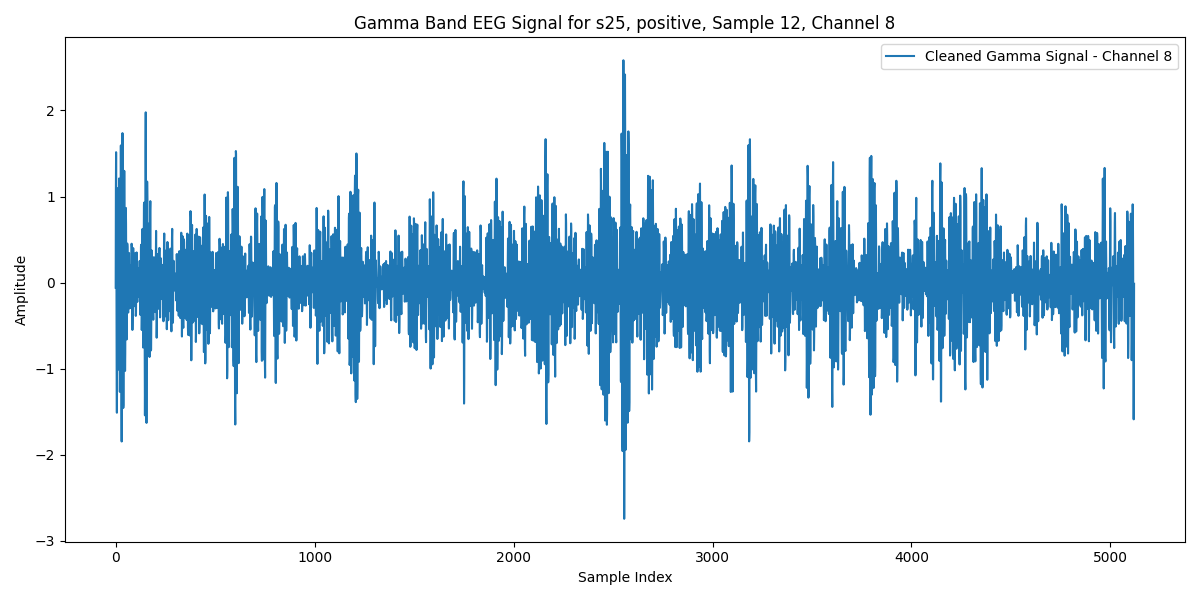 Gamma Band EEG Signal for s25, positive, Sample 12, Channel 8
Cleaned Gamma Signal - Channel 8
Amplitude
2
1
0
−1
−2
−3
0 1000 2000 3000 4000 5000
Sample Index